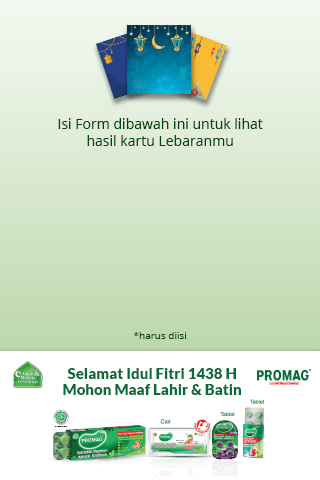 Isi Form dibawah ini untuk lihat
hasil kartu Lebaranmu
*harus diisi
Selamat Idul Fitri 1438 H
Mohon Maaf Lahir & Batin
PROMAG
Tablet
Tablet
Cair
PROMAG